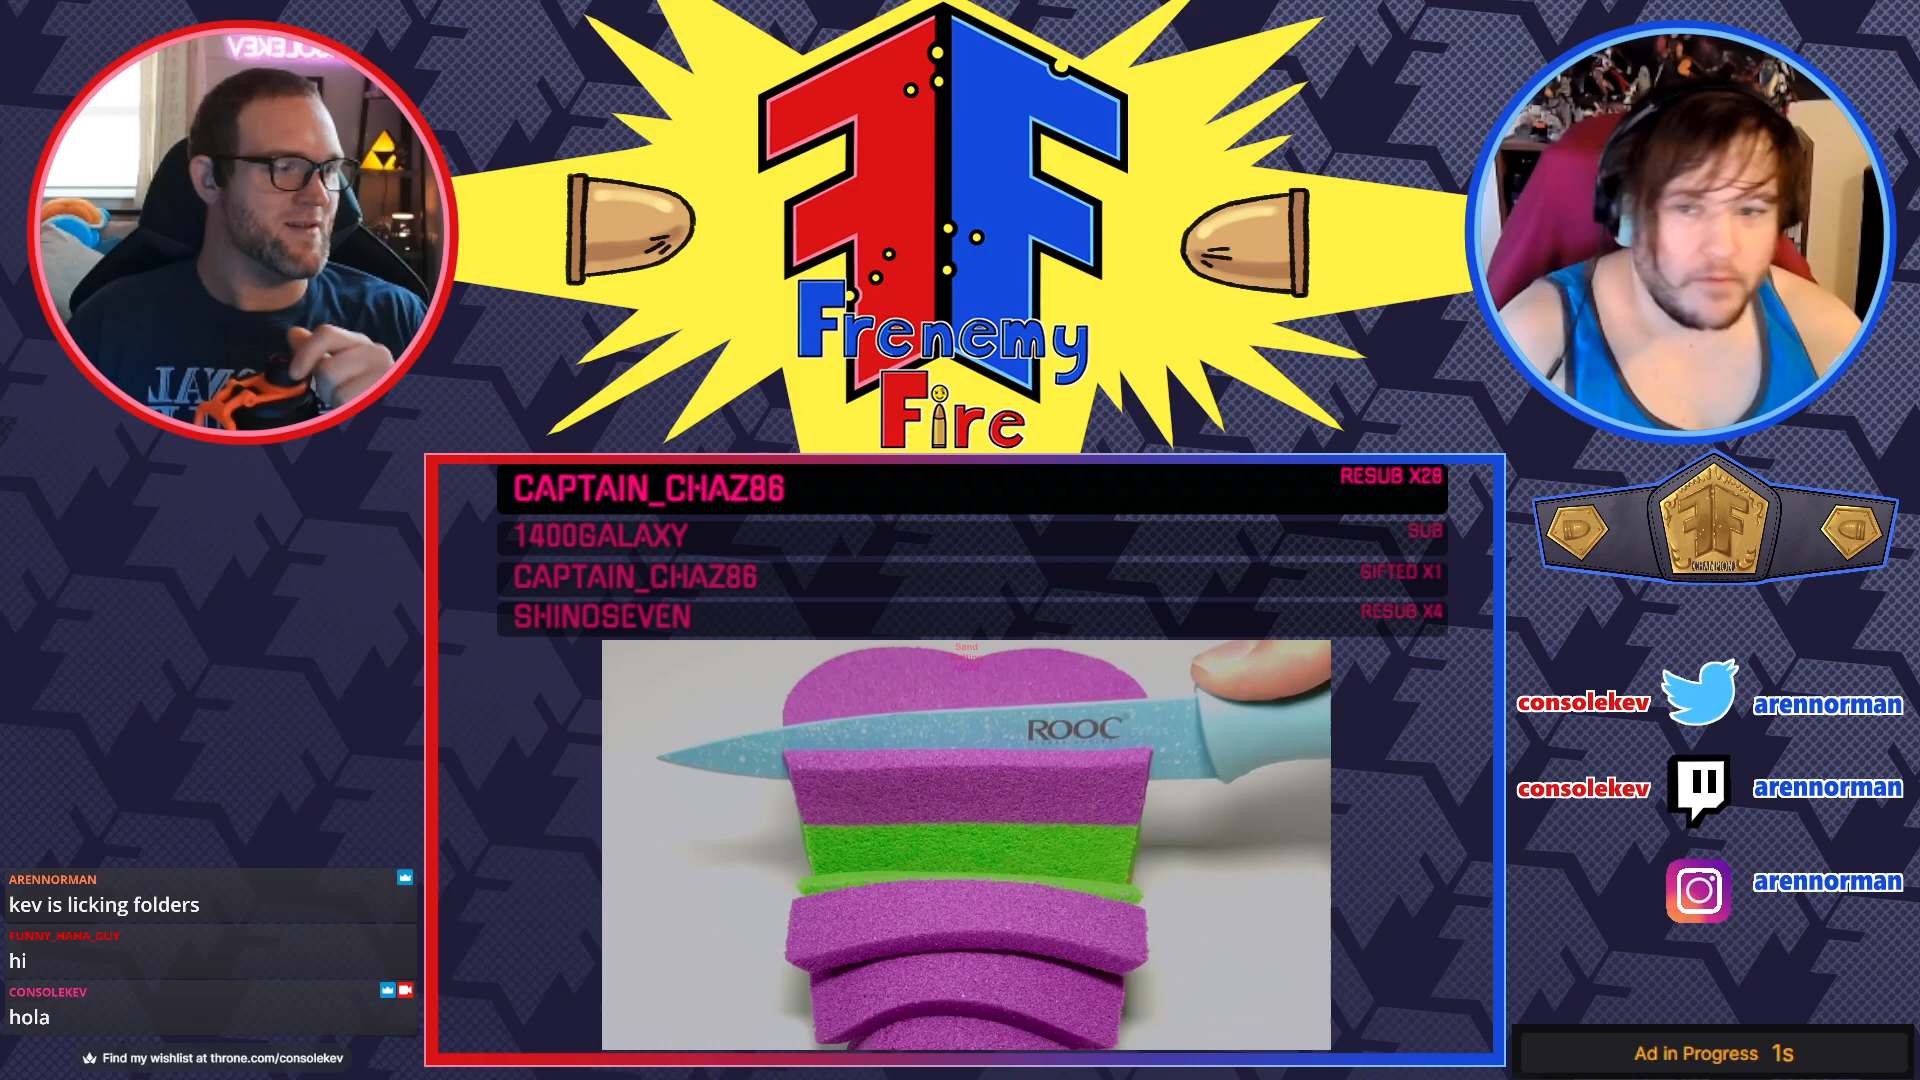 Frenemy
Fire
CAPTAIN_CHAZ86
RESUB X28
1400GALAXY
SUB
CAPTAIN_CHAZ86
GIFTED X1
SHINOSEVEN
RESUB X4
Sand
ROOC
CHAMPION
consolekev
arennorman
consolekev
arennorman
arennorman
ARENNORMAN
kev is licking folders
FUNNY_HAHA_GUY
hi
CONSOLEKEV
hola
Find my wishlist at throne.com/consolekev
Ad in Progress 1s